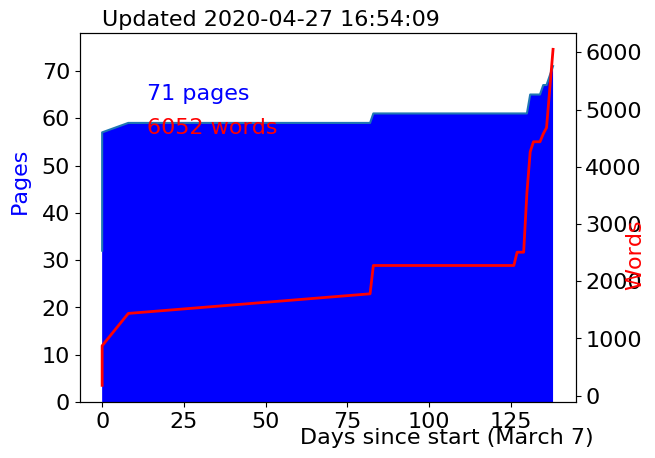 Updated 2020-04-27 16:54:09
71 pages
6052 words
Pages
Words
70
60
50
40
30
20
10
0
6000
5000
4000
3000
2000
1000
0
0 25 50 75 100 125
Days since start (March 7)